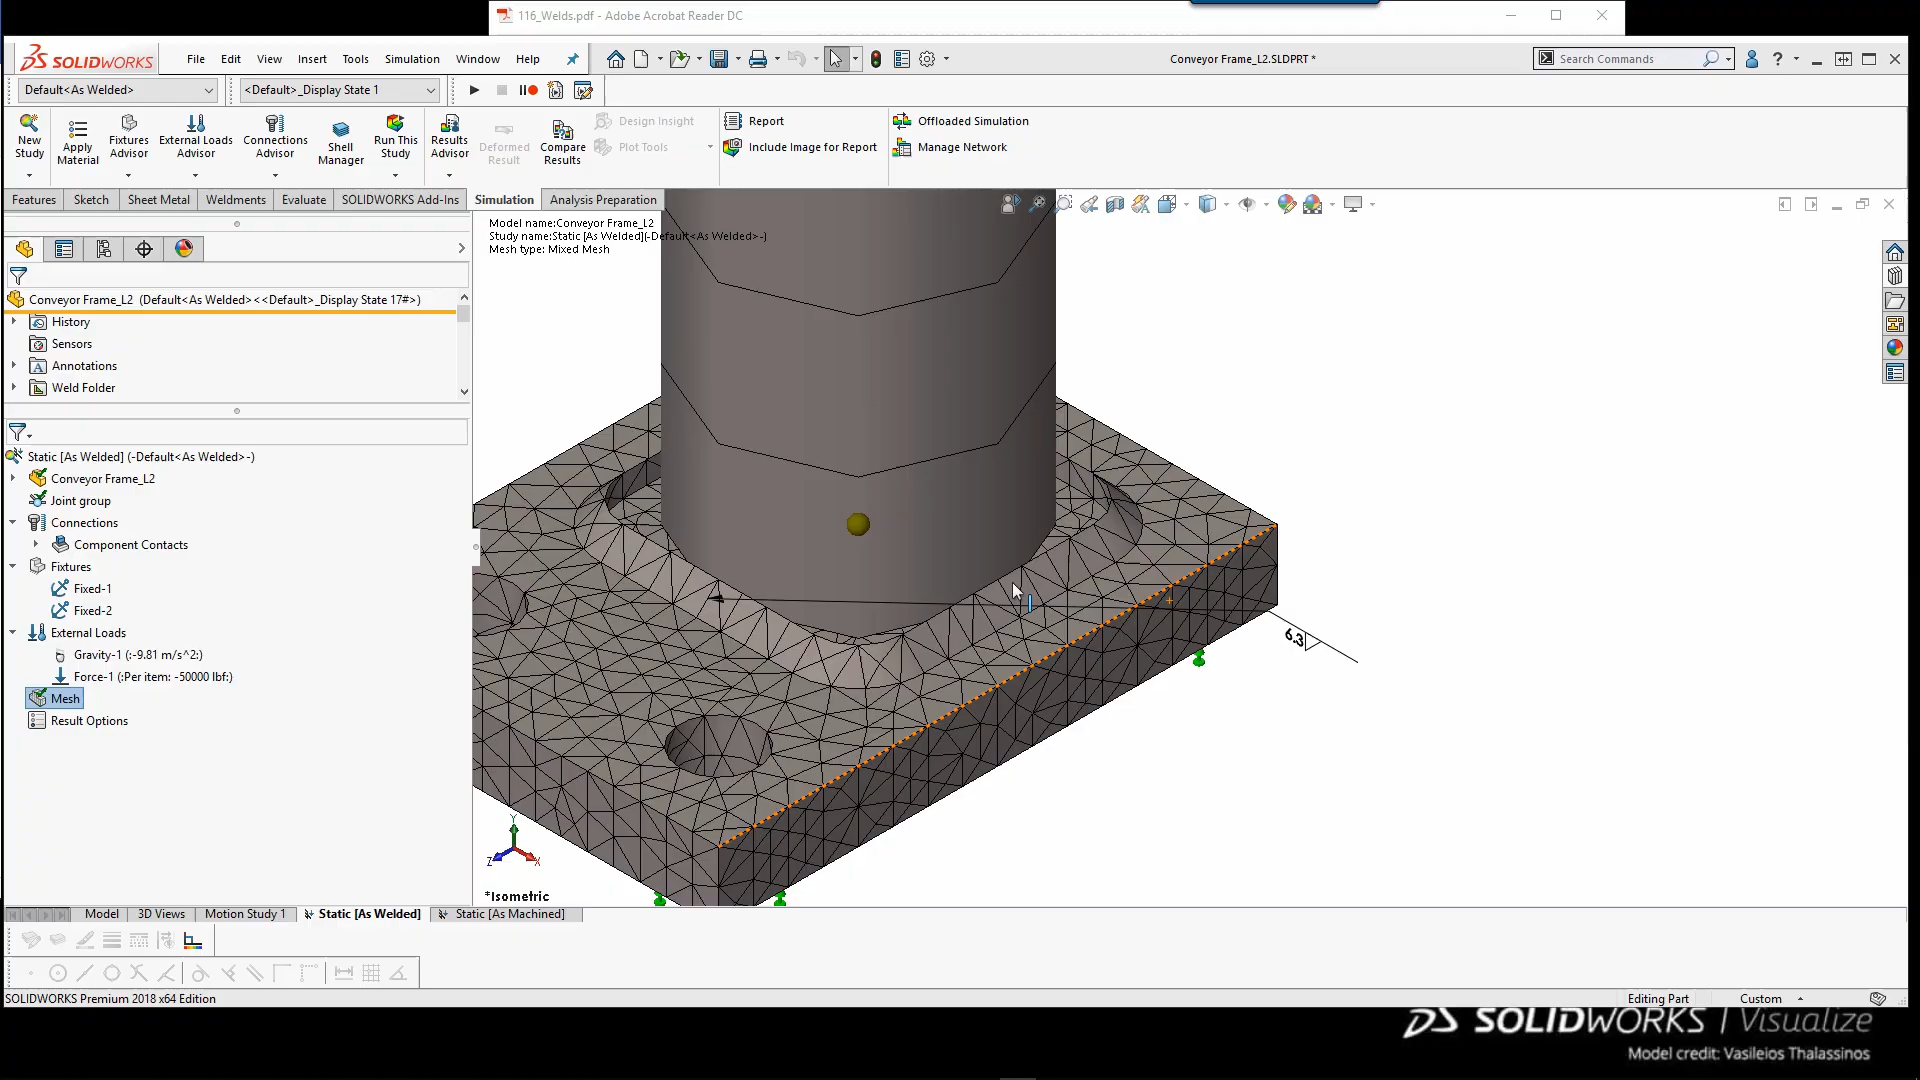 116_Welds.pdf - Adobe Acrobat Reader DC
SOLIDWORKS
File Edit View Insert Tools Simulation Window Help
Conveyor Frame_L2.SLDPRT *
Search Commands
?
Default<As Welded>
<Default>_Display State 1
New Study
Apply Material
Fixtures Advisor
External Loads Advisor
Connections Advisor
Shell Manager
Run This Study
Results Advisor
Deformed Result
Compare Results
Design Insight
Plot Tools
Report
Include Image for Report
Offloaded Simulation
Manage Network
Features Sketch Sheet Metal Weldments Evaluate SOLIDWORKS Add-Ins Simulation Analysis Preparation
Model name:Conveyor Frame_L2
Study name:Static [As Welded](-Default<As Welded>-)
Mesh type: Mixed Mesh
Conveyor Frame_L2 (Default<As Welded><<Default>_Display State 17#>)
History
Sensors
Annotations
Weld Folder
Static [As Welded] (-Default<As Welded>-)
Conveyor Frame_L2
Joint group
Connections
Component Contacts
Fixtures
Fixed-1
Fixed-2
External Loads
Gravity-1 (:-9.81 m/s^2:)
Force-1 (:Per item: -50000 lbf:)
Mesh
Result Options
6.3
Y
Z
X
*Isometric
Model 3D Views Motion Study 1 Static [As Welded] Static [As Machined]
SOLIDWORKS Premium 2018 x64 Edition
Editing Part
Custom
SOLIDWORKS | Visualize
Model credit: Vasileios Thalassinos